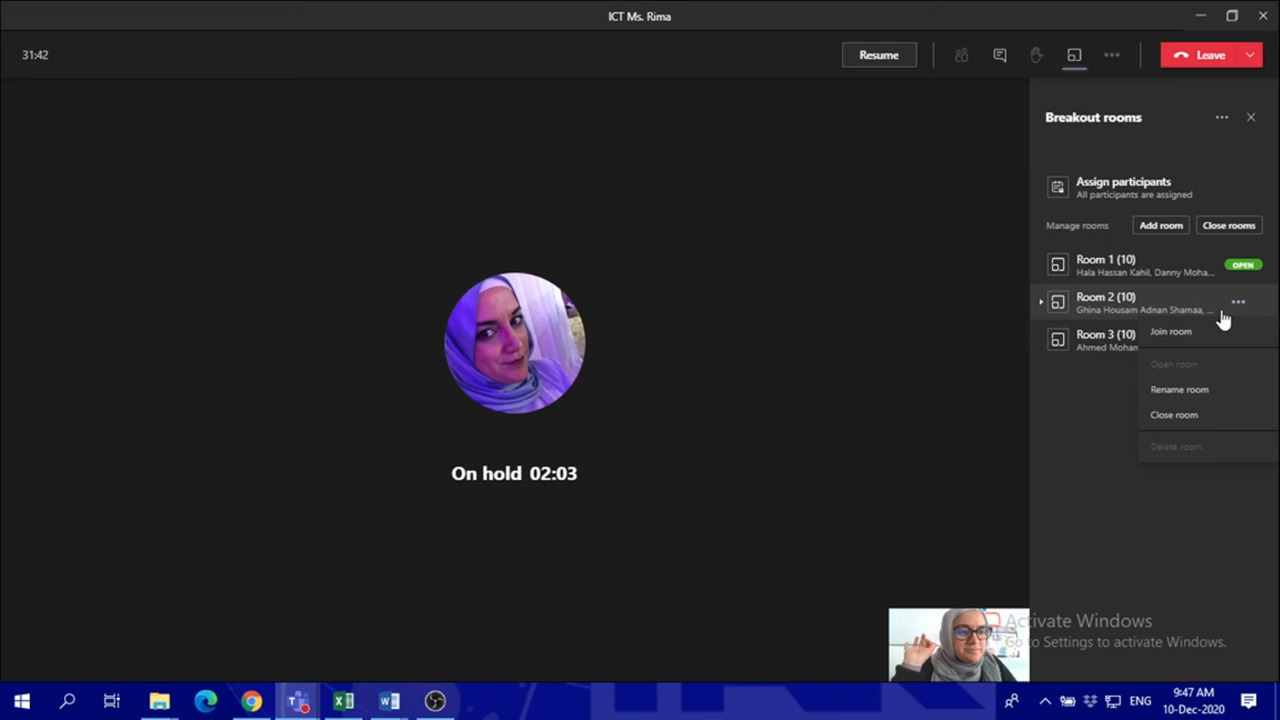 ICT Ms. Rima
31:42
Resume
Leave
Breakout rooms
Assign participants
All participants are assigned
Manage rooms
Add room
Close rooms
Room 1 (10)
Hala Hassan Kahil, Danny Moha...
OPEN
Room 2 (10)
Ghina Housam Adnan Shamaa, ...
Room 3 (10)
Ahmed Moham
Join room
Open room
Rename room
Close room
Delete room
On hold 02:03
Activate Windows
Go to Settings to activate Windows.
ENG
9:47 AM
10-Dec-2020